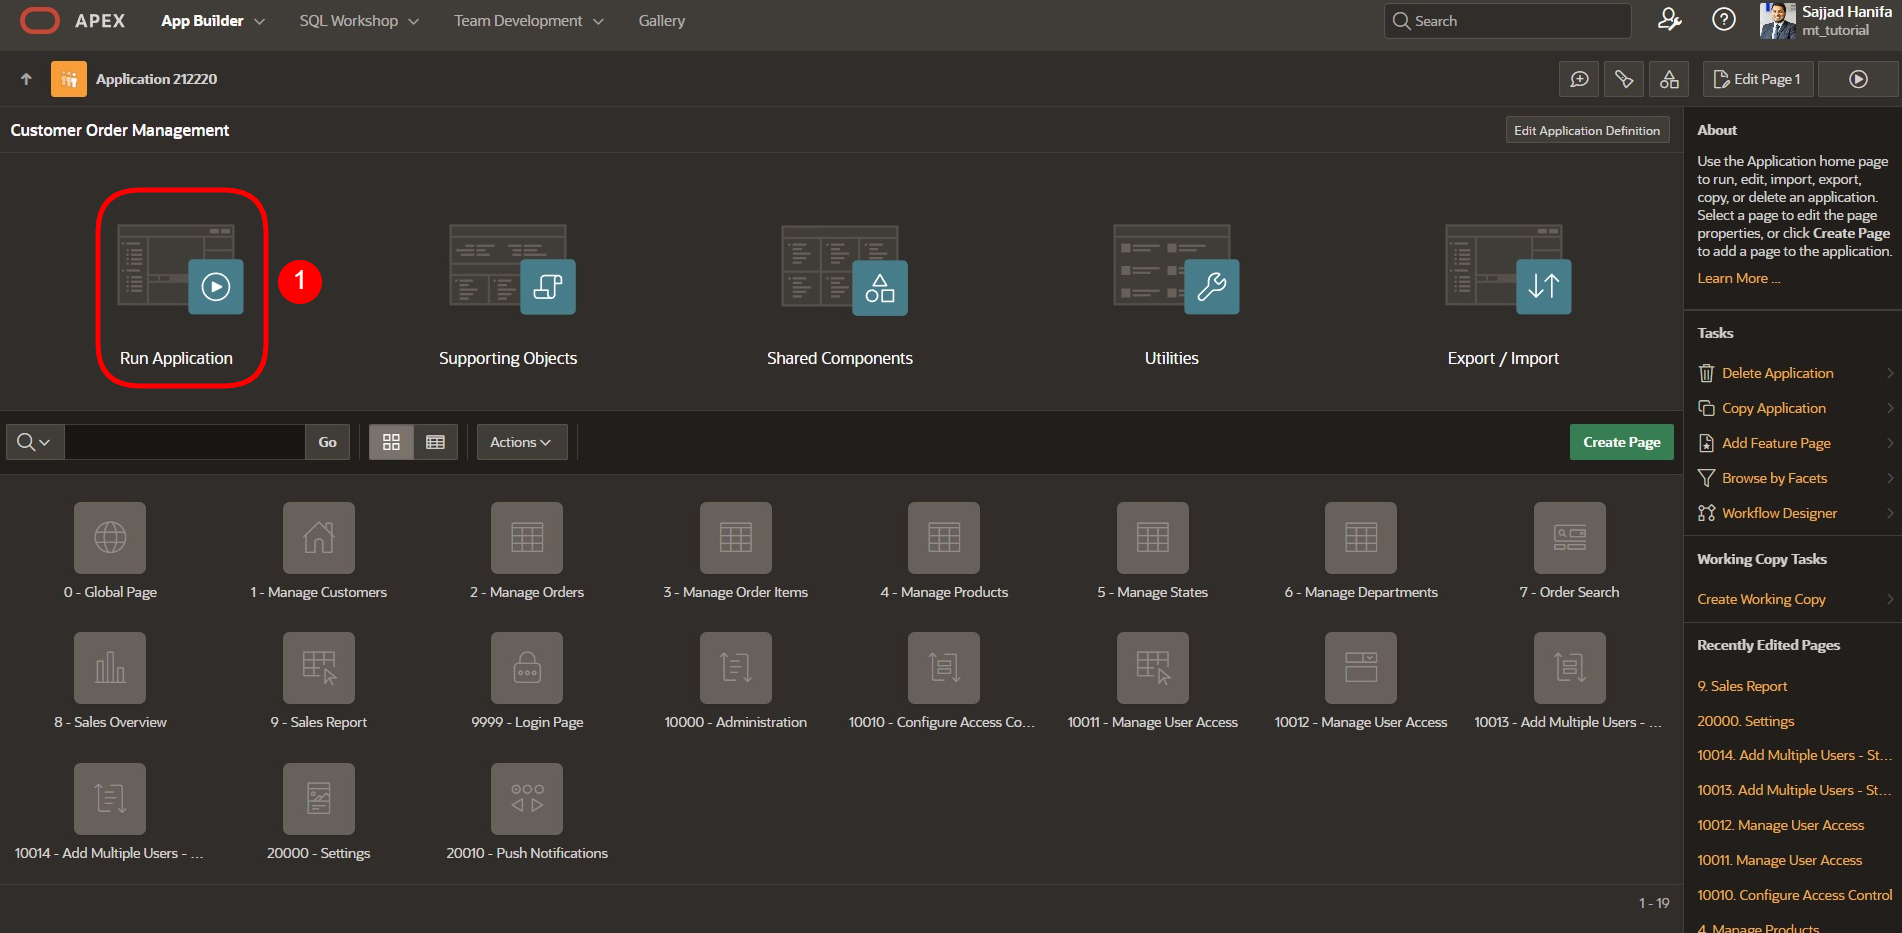 APEX App Builder SQL Workshop Team Development Gallery Search Sajjad Hanifa
mt_tutorial
Application 212220 Edit Page 1
Customer Order Management Edit Application Definition
1
Run Application Supporting Objects Shared Components Utilities Export / Import
Go Actions Create Page
0 - Global Page 1 - Manage Customers 2 - Manage Orders 3 - Manage Order Items 4 - Manage Products 5 - Manage States 6 - Manage Departments 7 - Order Search
8 - Sales Overview 9 - Sales Report 9999 - Login Page 10000 - Administration 10010 - Configure Access Co... 10011 - Manage User Access 10012 - Manage User Access 10013 - Add Multiple Users - ...
10014 - Add Multiple Users - ... 20000 - Settings 20010 - Push Notifications
1 - 19
About
Use the Application home page
to run, edit, import, export,
copy, or delete an application.
Select a page to edit the page
properties, or click Create Page
to add a page to the application.
Learn More ...
Tasks
Delete Application
Copy Application
Add Feature Page
Browse by Facets
Workflow Designer
Working Copy Tasks
Create Working Copy
Recently Edited Pages
9. Sales Report
20000. Settings
10014. Add Multiple Users - St...
10013. Add Multiple Users - St...
10012. Manage User Access
10011. Manage User Access
10010. Configure Access Control
4. Manage Products